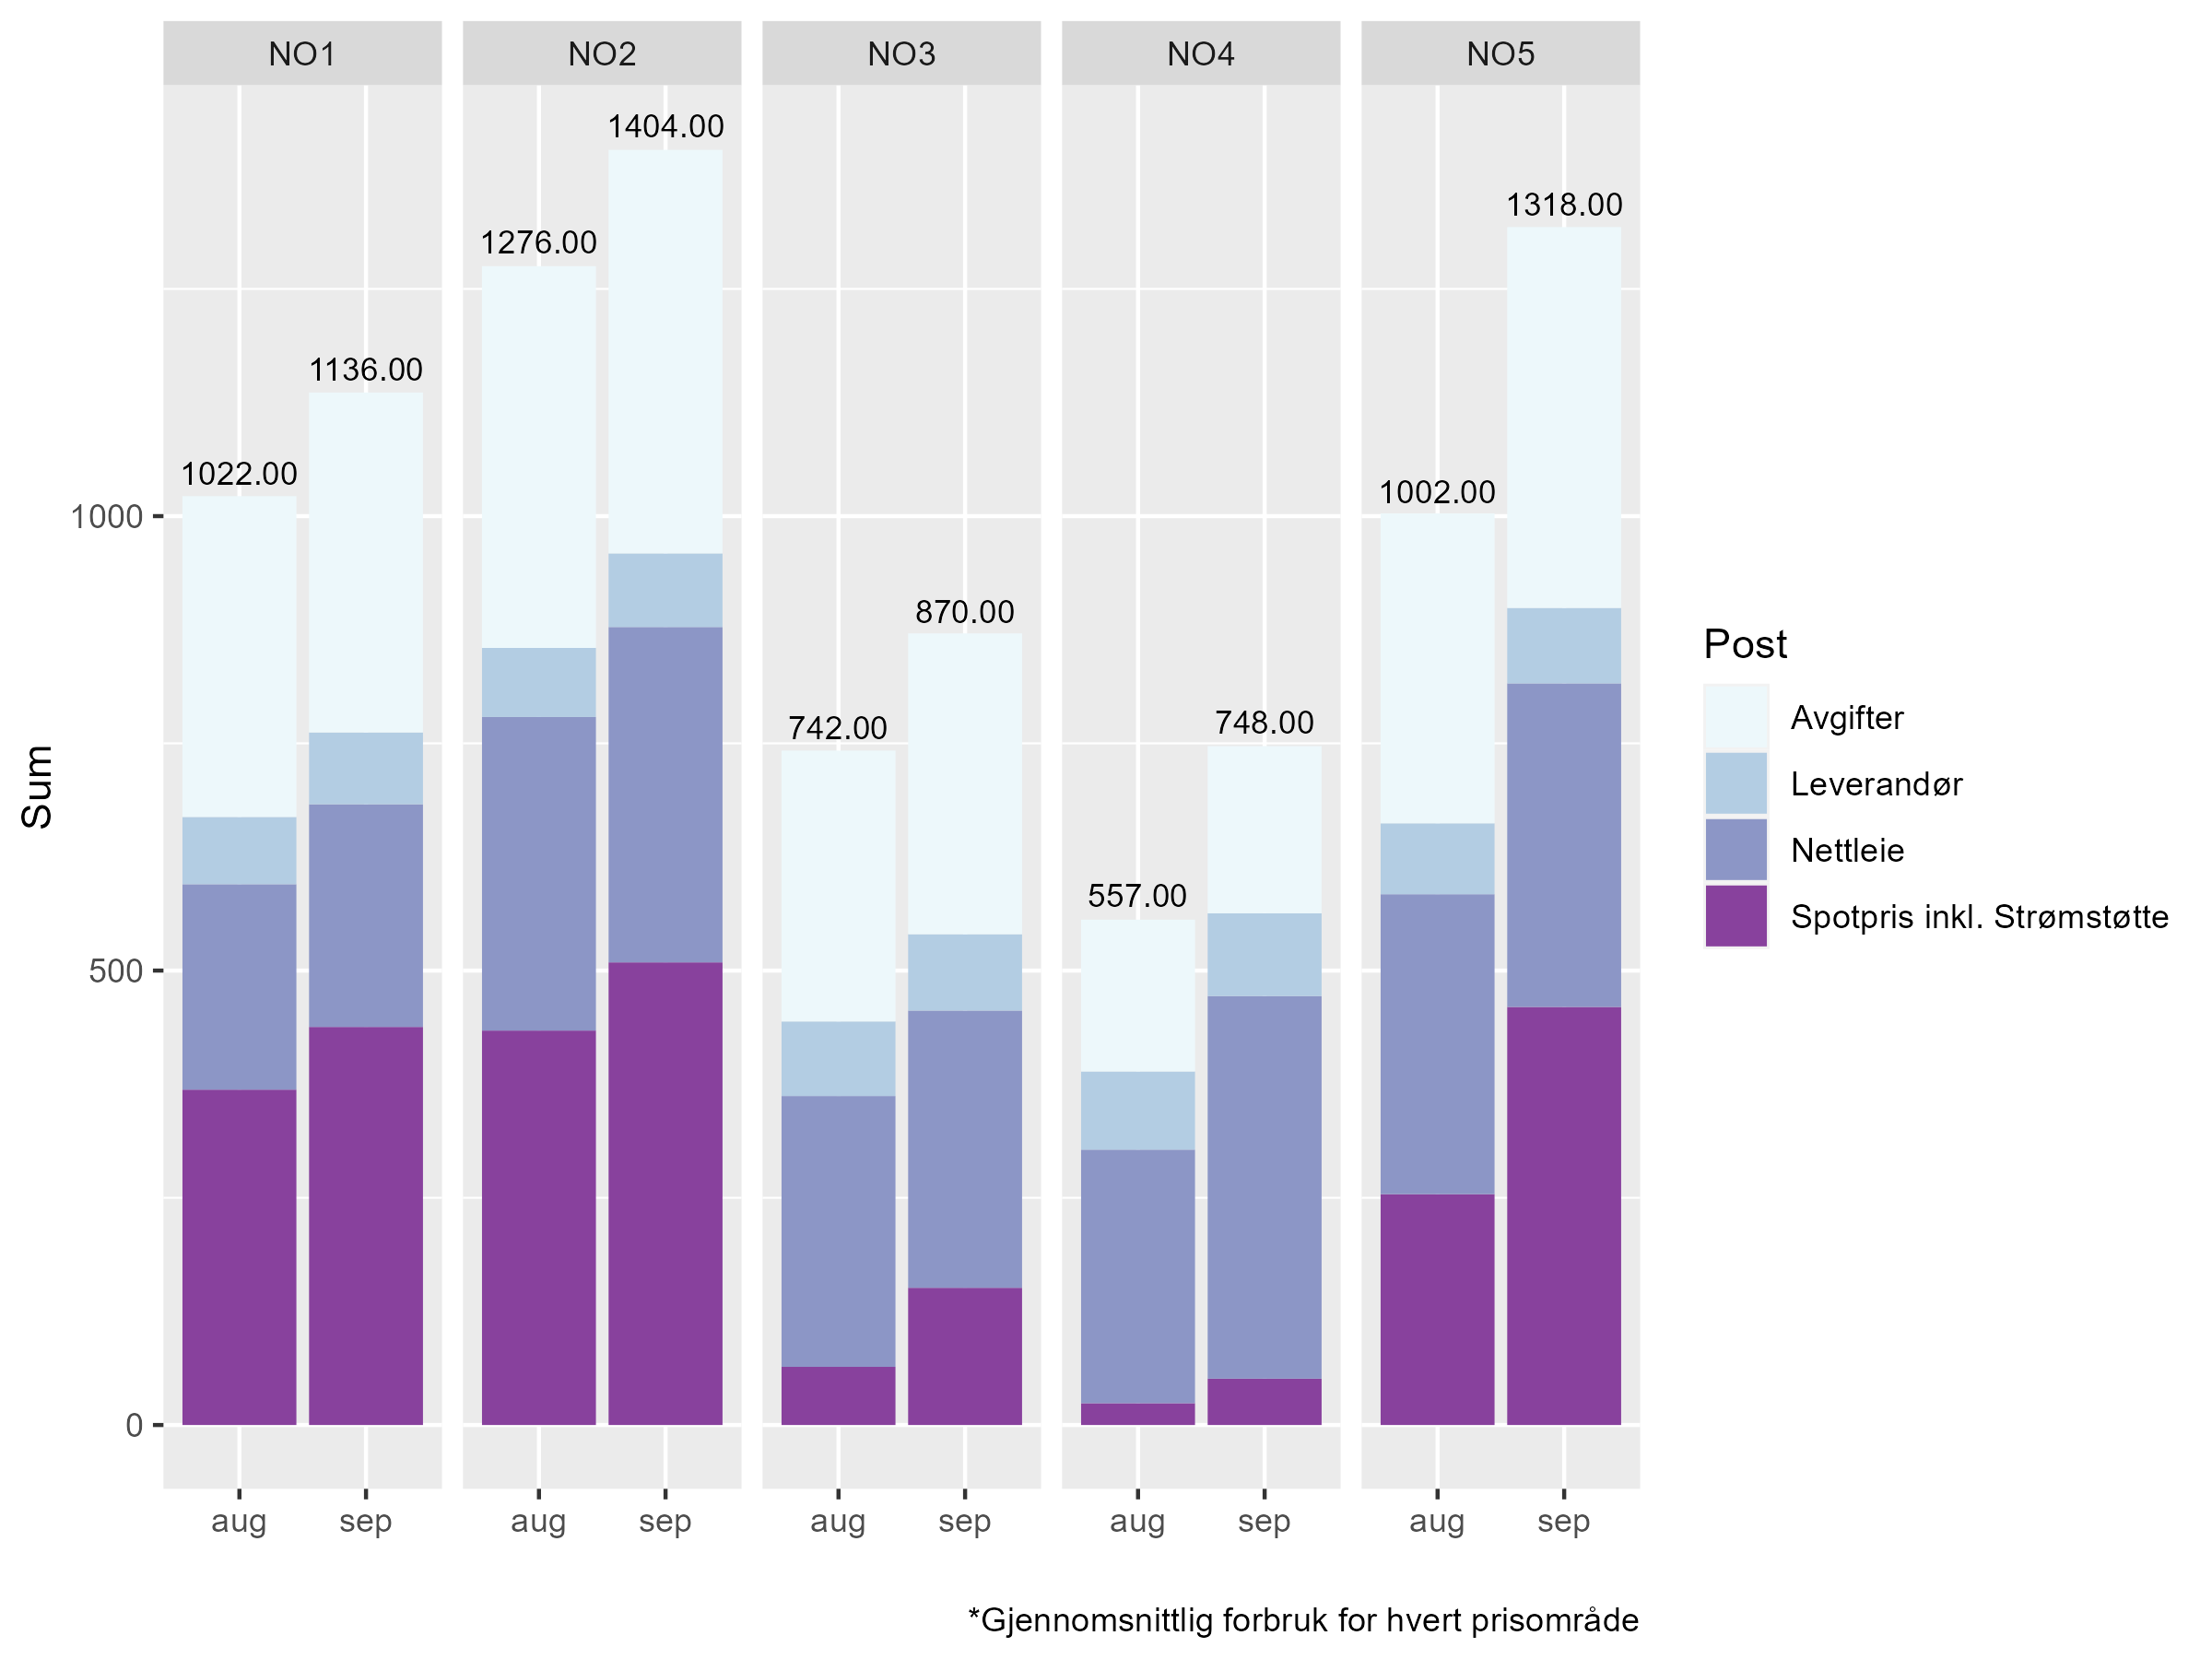 NO1 NO2 NO3 NO4 NO5
1404.00
1318.00
1276.00
1136.00
1022.00
1002.00
870.00
742.00
748.00
557.00
1000
500
0
Sum
Post
Avgifter
Leverandør
Nettleie
Spotpris inkl. Strømstøtte
aug sep aug sep aug sep aug sep aug sep
*Gjennomsnittlig forbruk for hvert prisområde